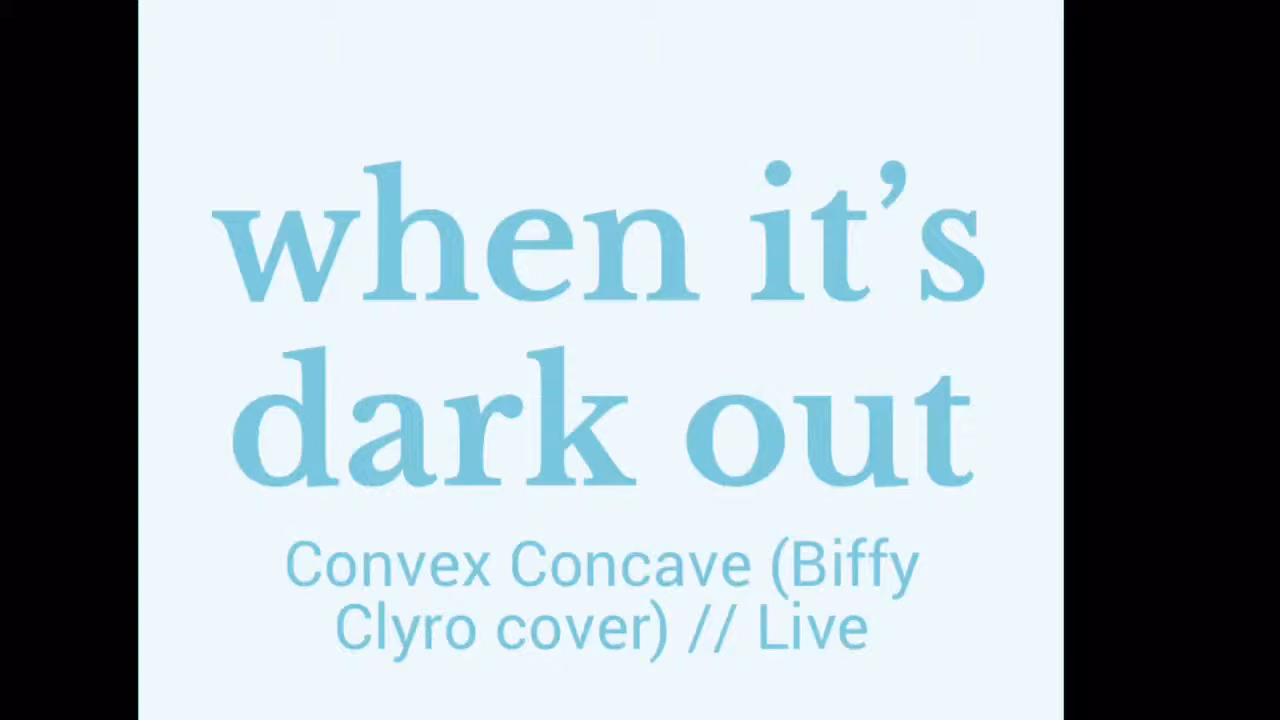 when it’s
dark out
Convex Concave (Biffy
Clyro cover) // Live